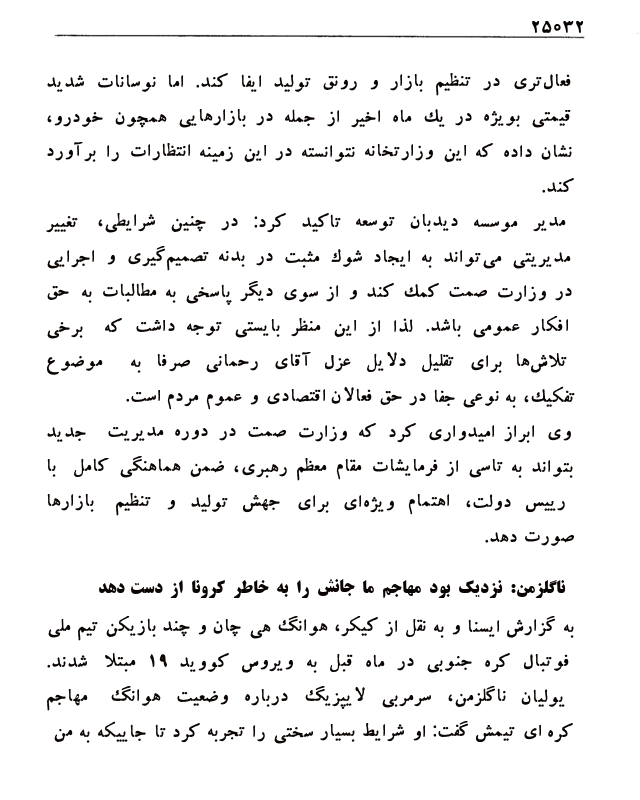 ۲۵۰۳۲
فعال‌تری در تنظیم بازار و رونق تولید ایفا کند. اما نوسانات شدید
قیمتی بویژه در یك ماه اخیر از جمله در بازارهایی همچون خودرو،
نشان داده که این وزارتخانه نتوانسته در این زمینه انتظارات را برآورد
کند.
مدیر موسسه دیدبان توسعه تاکید کرد: در چنین شرایطی، تغییر
مدیریتی می‌تواند به ایجاد شوك مثبت در بدنه تصمیم‌گیری و اجرایی
در وزارت صمت کمك کند و از سوی دیگر پاسخی به مطالبات به حق
افکار عمومی باشد. لذا از این منظر بایستی توجه داشت که برخی
تلاش‌ها برای تقلیل دلایل عزل آقای رحمانی صرفا به موضوع
تفکیك، به نوعی جفا در حق فعالان اقتصادی و عموم مردم است.
وی ابراز امیدواری کرد که وزارت صمت در دوره مدیریت جدید
بتواند به تاسی از فرمایشات مقام معظم رهبری، ضمن هماهنگی کامل با
رییس دولت، اهتمام ویژه‌ای برای جهش تولید و تنظیم بازارها
صورت دهد.
ناگلزمن: نزدیک بود مهاجم ما جانش را به خاطر کرونا از دست دهد
به گزارش ایسنا و به نقل از کیکر، هوانگ هی چان و چند بازیکن تیم ملی
فوتبال کره جنوبی در ماه قبل به ویروس کووید ۱۹ مبتلا شدند.
یولیان ناگلزمن، سرمربی لایپزیگ درباره وضعیت هوانگ مهاجم
کره ای تیمش گفت: او شرایط بسیار سختی را تجربه کرد تا جاییکه به من